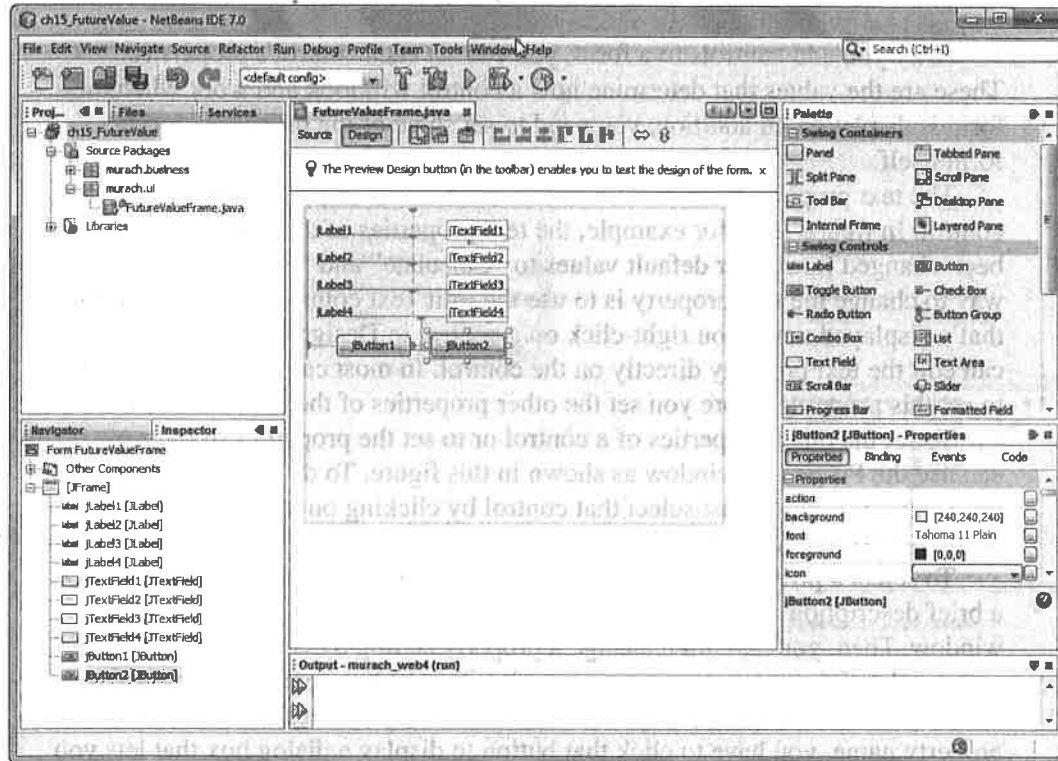 ch15_FutureValue - NetBeans IDE 7.0
File Edit View Navigate Source Refactor Run Debug Profile Team Tools Window Help
Search (Ctrl+I)
<default config>
Proj...
Files
Services
ch15_FutureValue
Source Packages
murach.business
murach.ui
FutureValueFrame.java
Libraries
Navigator
Inspector
Form FutureValueFrame
Other Components
[JFrame]
label jLabel1 [JLabel]
label jLabel2 [JLabel]
label jLabel3 [JLabel]
label jLabel4 [JLabel]
jTextField1 [JTextField]
jTextField2 [JTextField]
jTextField3 [JTextField]
jTextField4 [JTextField]
jButton1 [JButton]
jButton2 [JButton]
FutureValueFrame.java
Source Design
The Preview Design button (in the toolbar) enables you to test the design of the form. x
jLabel1 jTextField1
jLabel2 jTextField2
jLabel3 jTextField3
jLabel4 jTextField4
jButton1 jButton2
Output - murach_web4 (run)
Palette
Swing Containers
Panel Tabbed Pane
Split Pane Scroll Pane
Tool Bar Desktop Pane
Internal Frame Layered Pane
Swing Controls
label Label Button
Toggle Button Check Box
Radio Button Button Group
Combo Box List
Text Field Text Area
Scroll Bar Slider
Progress Bar Formatted Field
jButton2 [JButton] - Properties
Properties Binding Events Code
Properties
action
background [240,240,240]
font Tahoma 11 Plain
foreground [0,0,0]
icon
jButton2 [JButton]